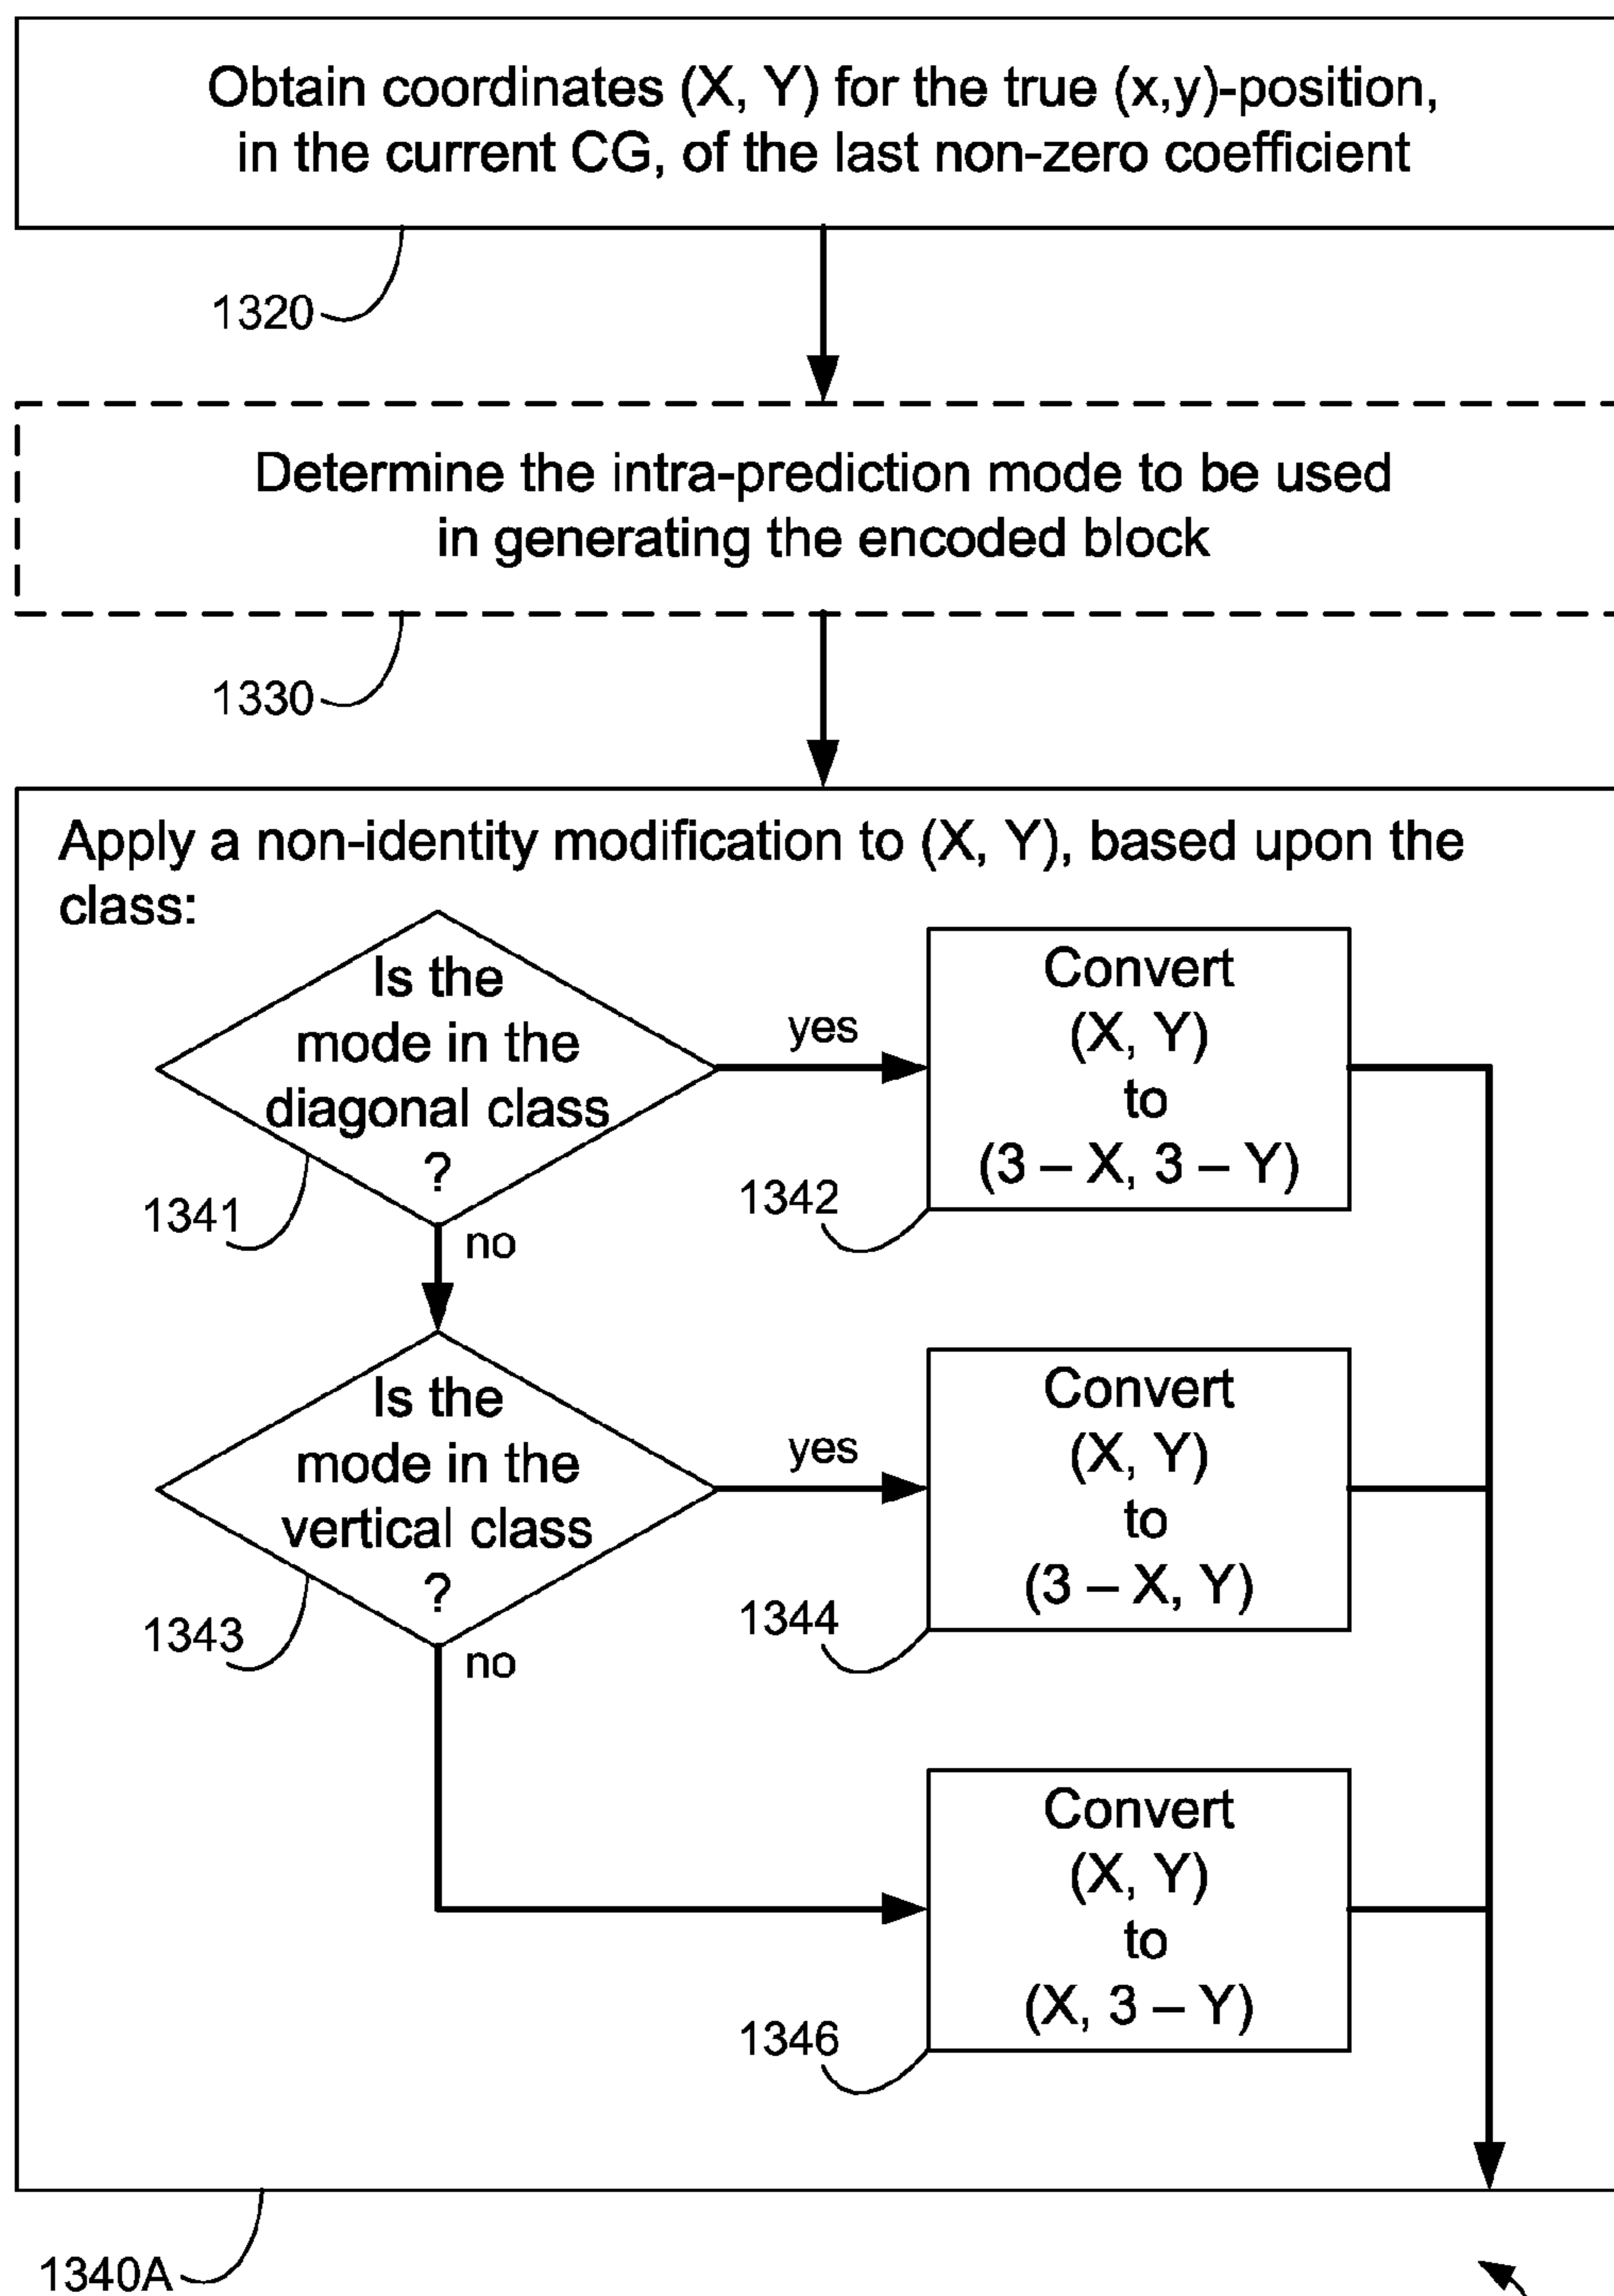 Obtain coordinates (X, Y) for the true (x,y)-position,
in the current CG, of the last non-zero coefficient
1320
Determine the intra-prediction mode to be used
in generating the encoded block
1330
Apply a non-identity modification to (X, Y), based upon the
class:
Is the
mode in the
diagonal class
?
1341
yes
no
Convert
(X, Y)
to
(3 – X, 3 – Y)
1342
Is the
mode in the
vertical class
?
1343
yes
no
Convert
(X, Y)
to
(3 – X, Y)
1344
Convert
(X, Y)
to
(X, 3 – Y)
1346
1340A